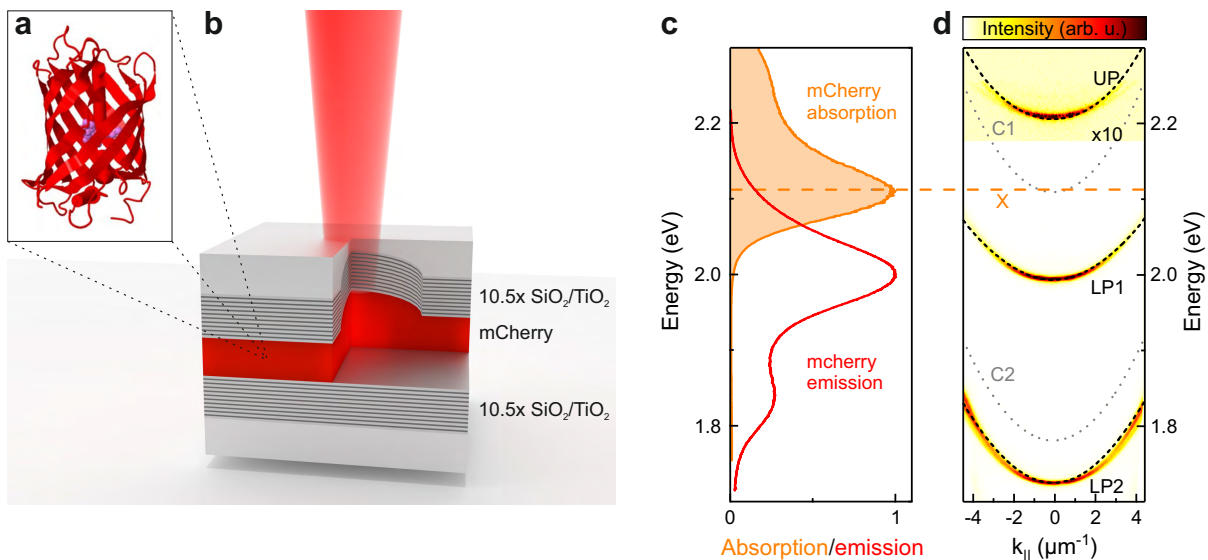 a
b
10.5x SiO₂/TiO₂
mCherry
10.5x SiO₂/TiO₂
c
mCherry
absorption
mcherry
emission
Energy (eV)
2.2
2.0
1.8
0
1
Absorption/emission
d
Intensity (arb. u.)
UP
C1
x10
X
LP1
C2
LP2
2.2
2.0
1.8
Energy (eV)
-4
-2
0
2
4
k|| (µm⁻¹)